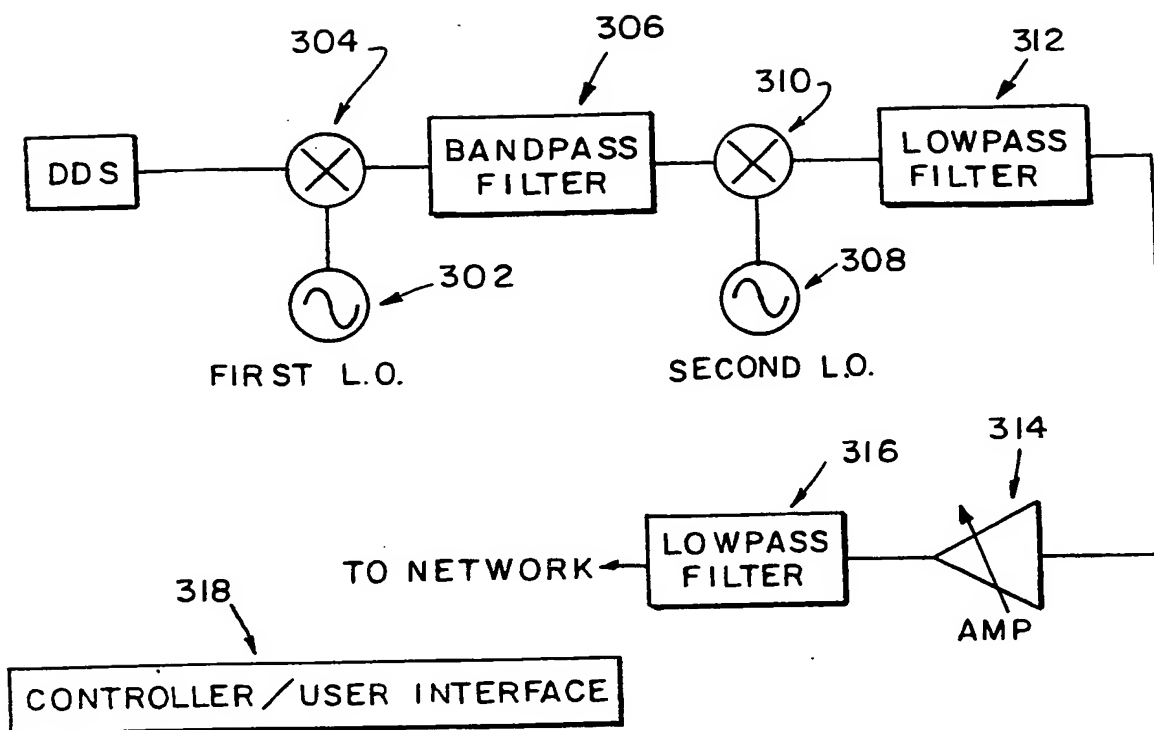 304
306
310
312
DDS
BANDPASS
FILTER
LOWPASS
FILTER
302
308
FIRST L.O.
SECOND L.O.
314
316
LOWPASS
FILTER
TO NETWORK
AMP
318
CONTROLLER/USER INTERFACE